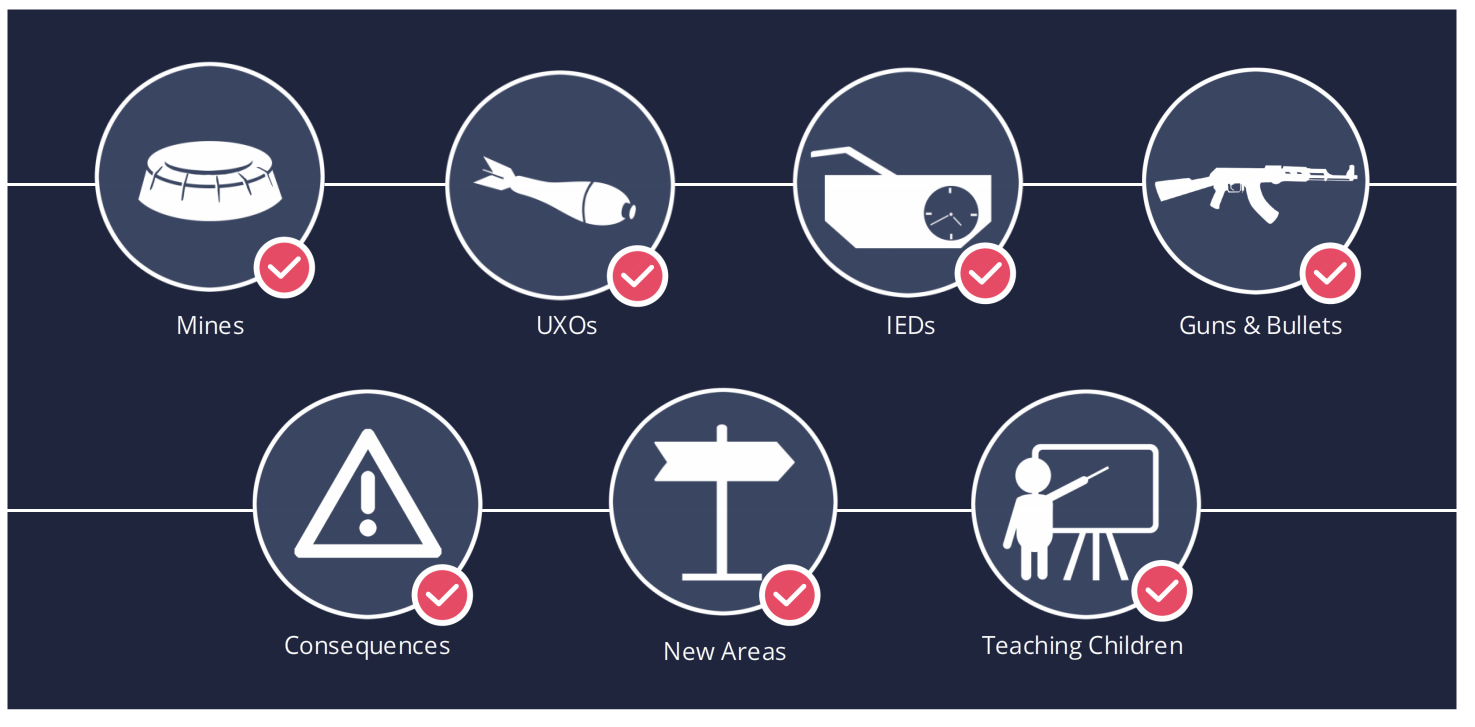 Mines
UXOs
IEDs
Guns & Bullets
Consequences
New Areas
Teaching Children